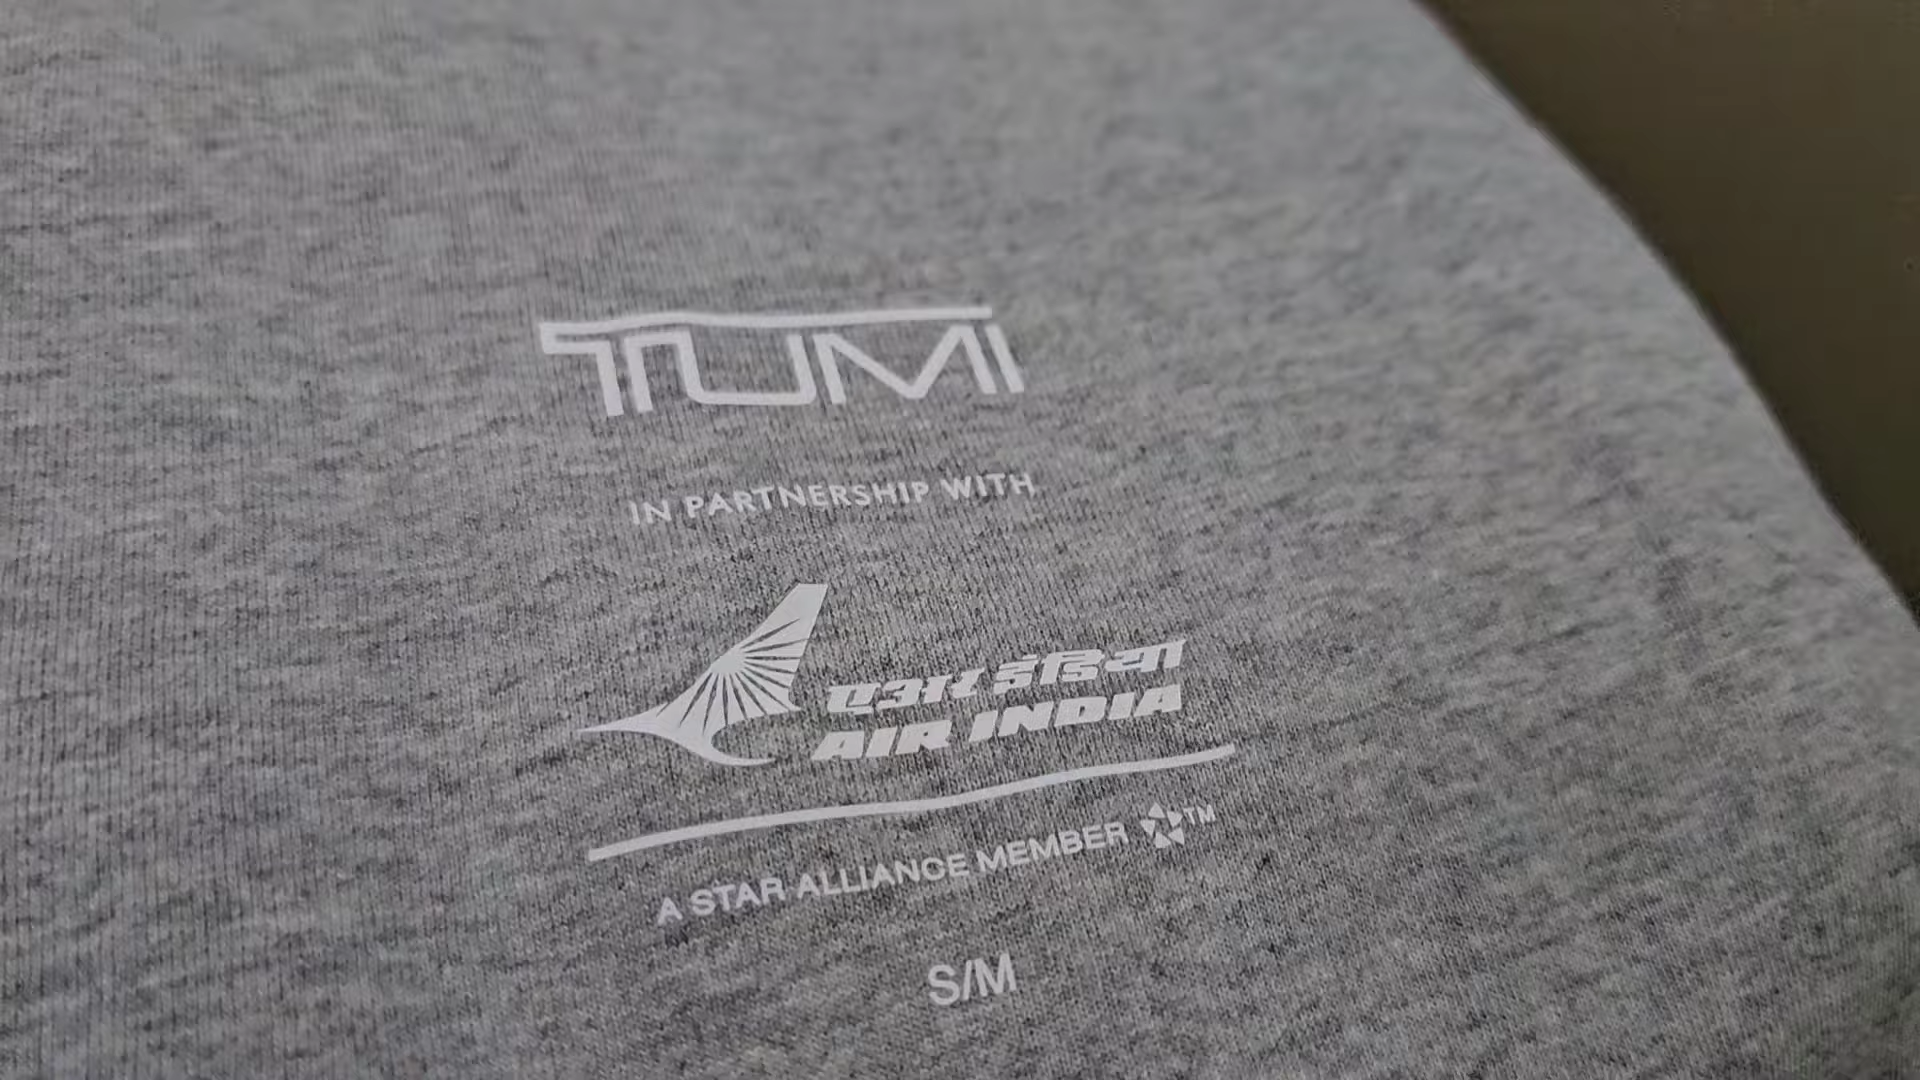 TUMI
IN PARTNERSHIP WITH
एअर इंडिया
AIR INDIA
A STAR ALLIANCE MEMBER TM
S/M